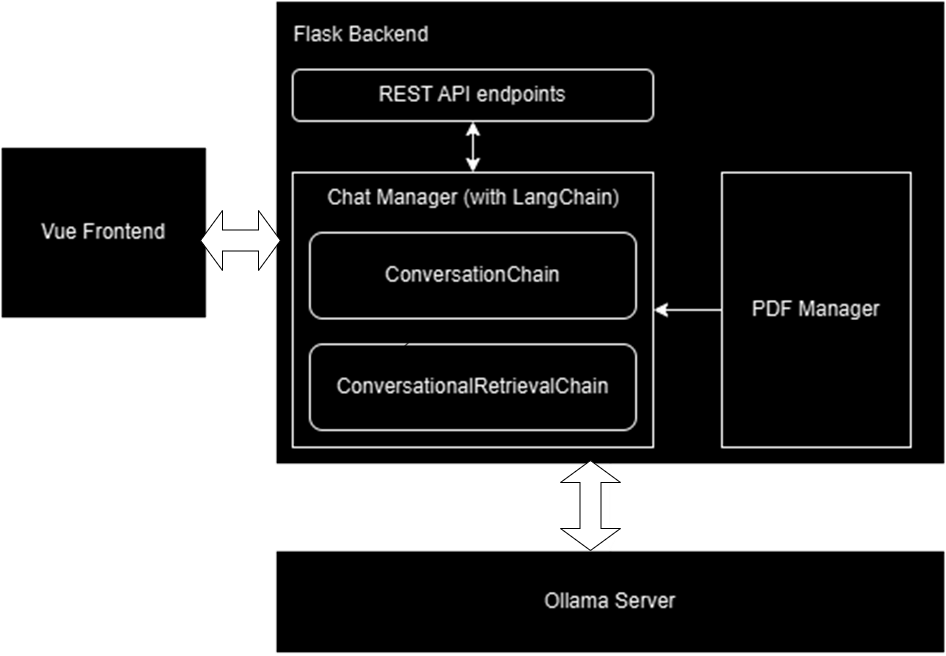 Flask Backend
REST API endpoints
Chat Manager (with LangChain)
Vue Frontend
ConversationChain
PDF Manager
ConversationalRetrievalChain
Ollama Server